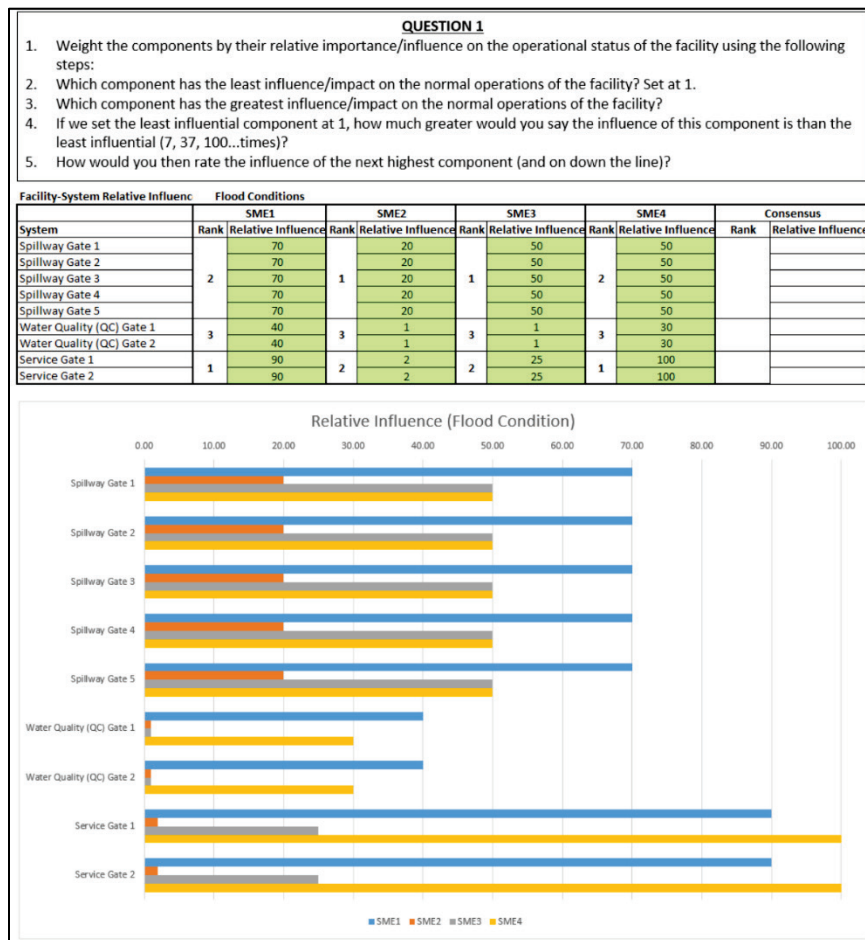 QUESTION 1
1. Weight the components by their relative importance/influence on the operational status of the facility using the following
steps:
2. Which component has the least influence/impact on the normal operations of the facility? Set at 1.
3. Which component has the greatest influence/impact on the normal operations of the facility?
4. If we set the least influential component at 1, how much greater would you say the influence of this component is than the
least influential (7, 37, 100...times)?
5. How would you then rate the influence of the next highest component (and on down the line)?
Facility-System Relative Influenc Flood Conditions
SME1 SME2 SME3 SME4 Consensus
System Rank Relative Influence Rank Relative Influence Rank Relative Influence Rank Relative Influence Rank Relative Influence
Spillway Gate 1 70 20 50 50
Spillway Gate 2 70 20 50 50
Spillway Gate 3 2 70 1 20 1 50 2 50
Spillway Gate 4 70 20 50 50
Spillway Gate 5 70 20 50 50
Water Quality (QC) Gate 1 3 40 3 1 3 1 3 30
Water Quality (QC) Gate 2 40 1 1 30
Service Gate 1 1 90 2 2 2 25 1 100
Service Gate 2 90 2 25 100
Relative Influence (Flood Condition)
0.00 10.00 20.00 30.00 40.00 50.00 60.00 70.00 80.00 90.00 100.00
Spillway Gate 1
Spillway Gate 2
Spillway Gate 3
Spillway Gate 4
Spillway Gate 5
Water Quality (QC) Gate 1
Water Quality (QC) Gate 2
Service Gate 1
Service Gate 2
SME1 SME2 SME3 SME4